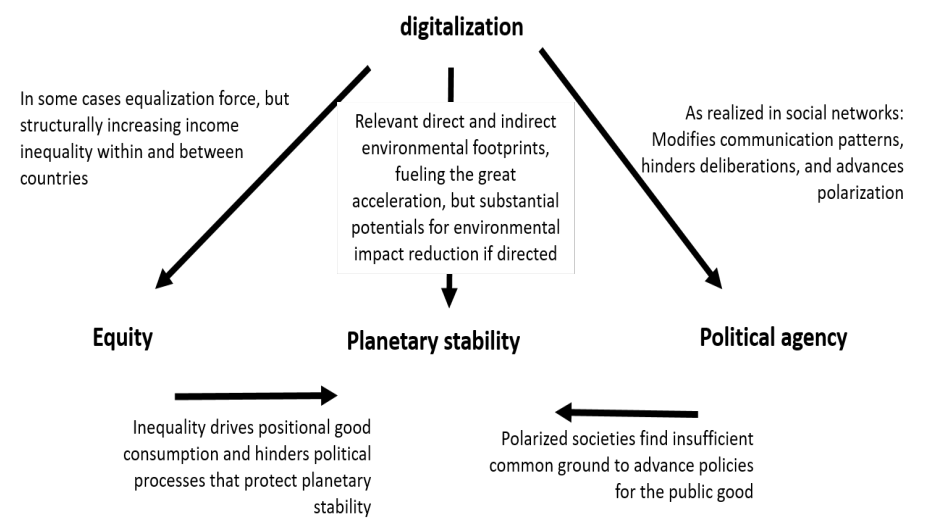 digitalization
In some cases equalization force, but
structurally increasing income
inequality within and between
countries
Relevant direct and indirect
environmental footprints,
fueling the great
acceleration, but substantial
potentials for environmental
impact reduction if directed
As realized in social networks:
Modifies communication patterns,
hinders deliberations, and advances
polarization
Equity
Planetary stability
Political agency
Inequality drives positional good
consumption and hinders political
processes that protect planetary
stability
Polarized societies find insufficient
common ground to advance policies
for the public good